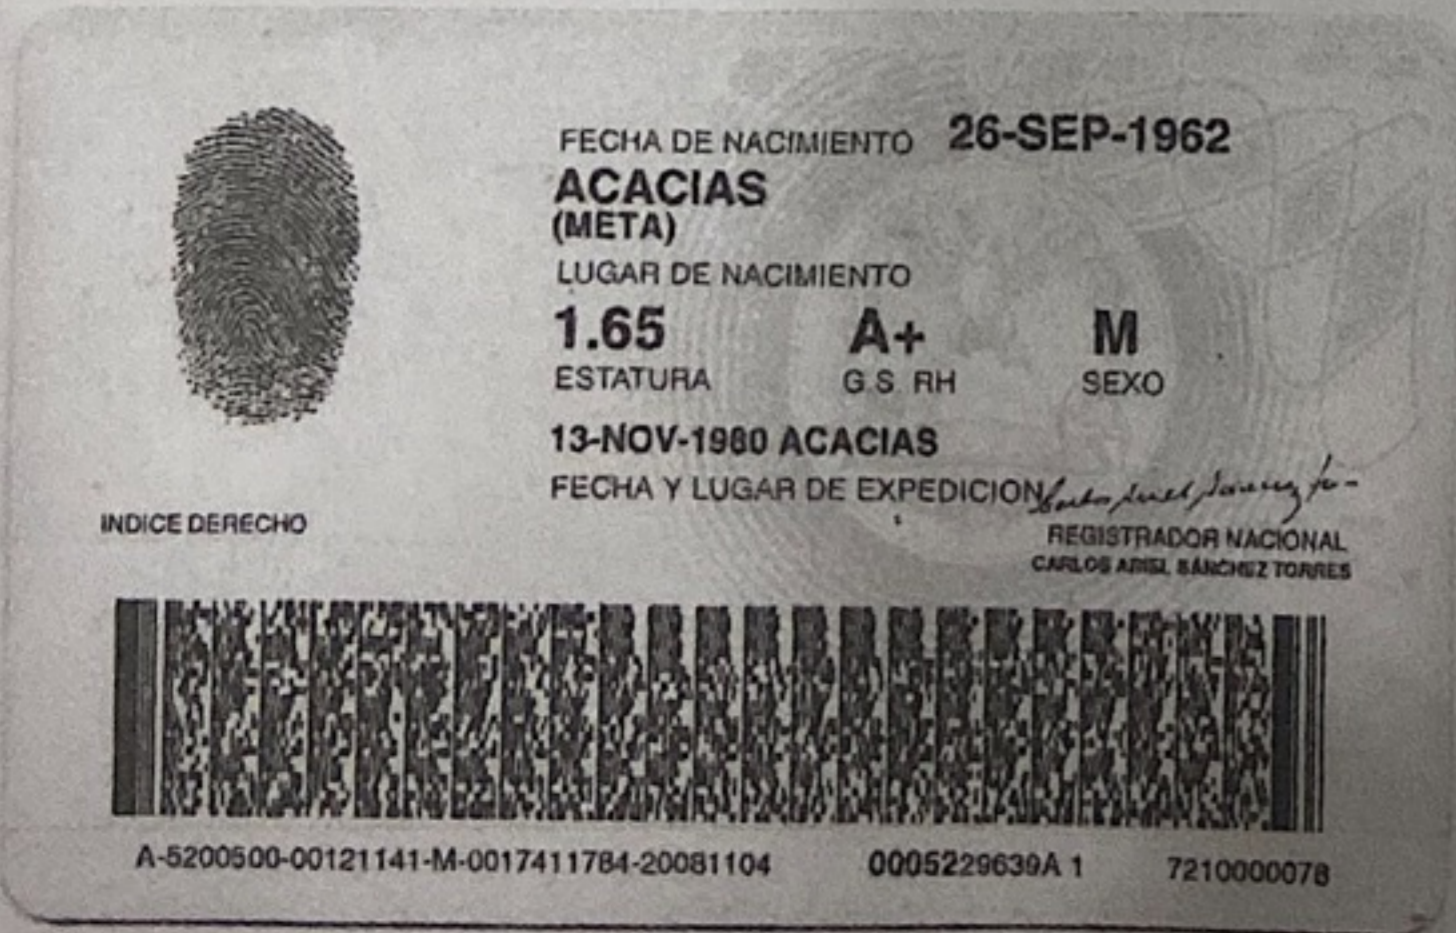 FECHA DE NACIMIENTO 26-SEP-1962
ACACIAS
(META)
LUGAR DE NACIMIENTO
1.65 A+ M
ESTATURA G.S. RH SEXO
13-NOV-1980 ACACIAS
FECHA Y LUGAR DE EXPEDICION
INDICE DERECHO
REGISTRADOR NACIONAL
CARLOS ARIEL SÁNCHEZ TORRES
A-5200500-00121141-M-0017411784-20081104 0005229639A 1 7210000078